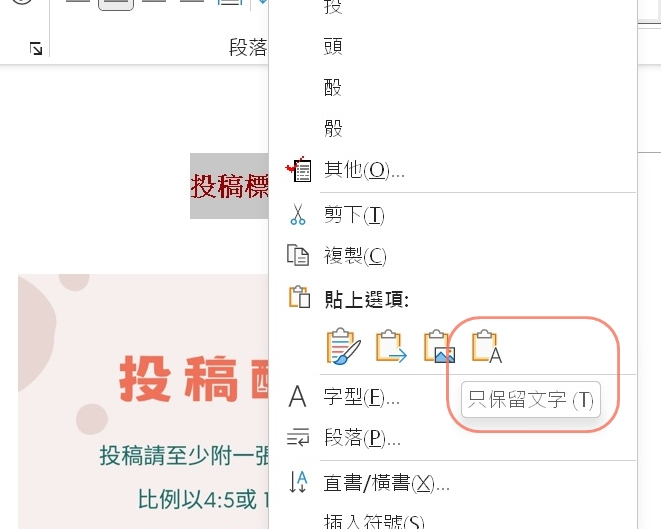 投
頭
段落
酘
骰
其他(O)...
投稿標
剪下(T)
複製(C)
貼上選項:
A
只保留文字 (T)
投稿
字型(E)...
段落(P)...
投稿請至少附一張
直書/橫書(X)...
比例以4:5或 1
插入符號(S)